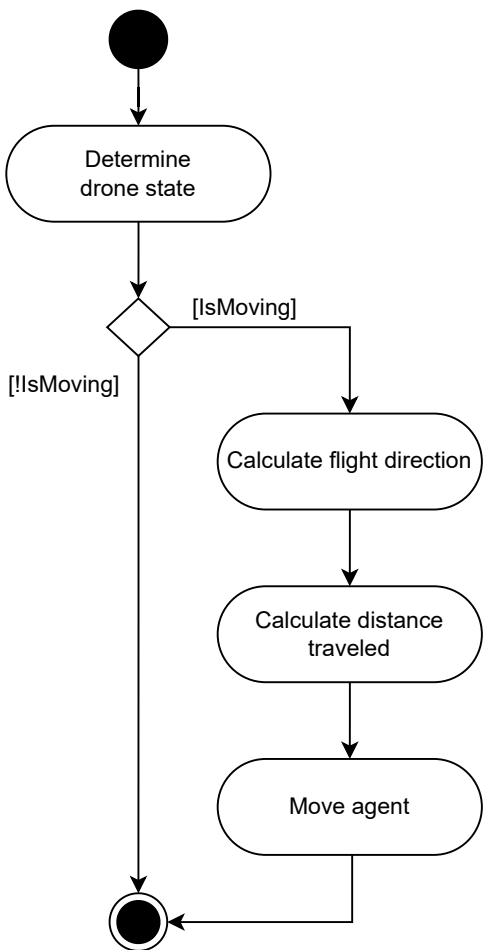 Determine
drone state
[IsMoving]
[!IsMoving]
Calculate flight direction
Calculate distance
traveled
Move agent